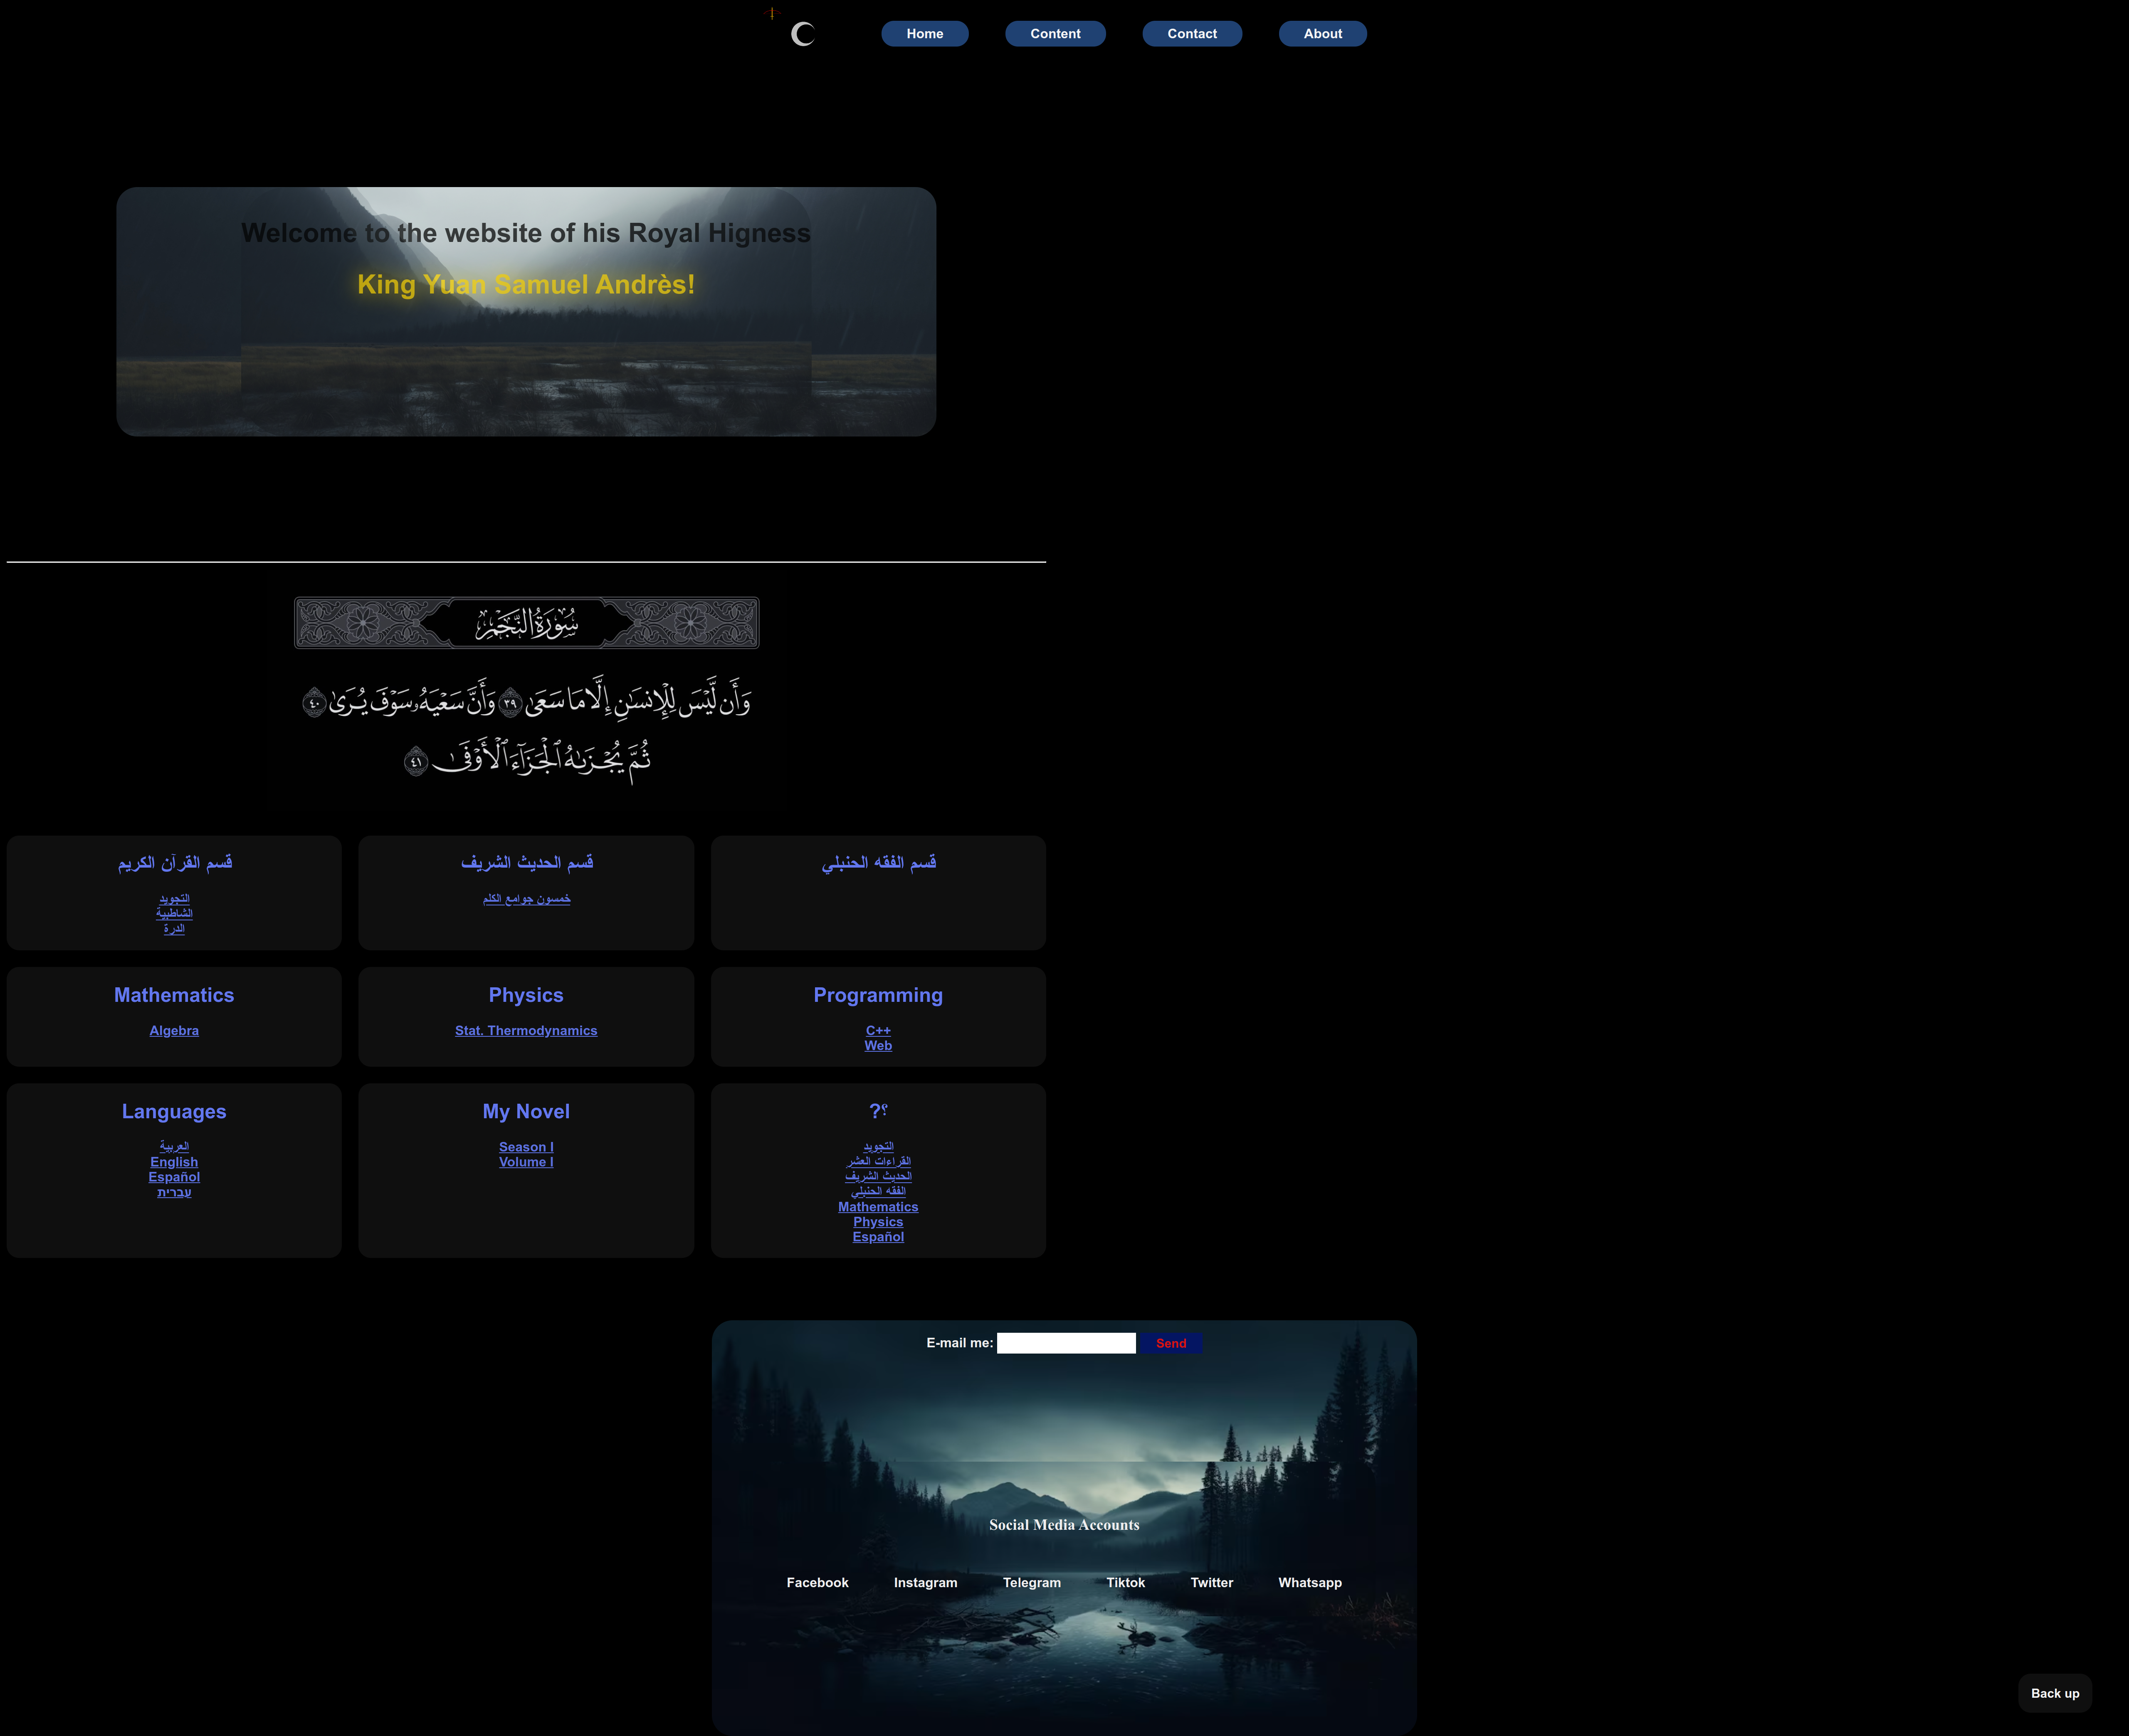 Home
Content
Contact
About
Welcome to the website of his Royal Higness
King Yuan Samuel Andrès!
سُورَةُ النَّجْمِ
وَأَن لَّيْسَ لِلْإِنسَٰنِ إِلَّا مَا سَعَىٰ ٣٩ وَأَنَّ سَعْيَهُۥ سَوْفَ يُرَىٰ ٤٠
ثُمَّ يُجْزَىٰهُ ٱلْجَزَآءَ ٱلْأَوْفَىٰ ٤١
قسم القرآن الكريم
التجويد
الشاطبية
الدرة
قسم الحديث الشريف
خمسون جوامع الكلم
قسم الفقه الحنبلي
Mathematics
Algebra
Physics
Stat. Thermodynamics
Programming
C++
Web
Languages
العربية
English
Español
עברית
My Novel
Season I
Volume I
?؟
التجويد
القراءات العشر
الحديث الشريف
الفقه الحنبلي
Mathematics
Physics
Español
E-mail me:
Send
Social Media Accounts
Facebook
Instagram
Telegram
Tiktok
Twitter
Whatsapp
Back up